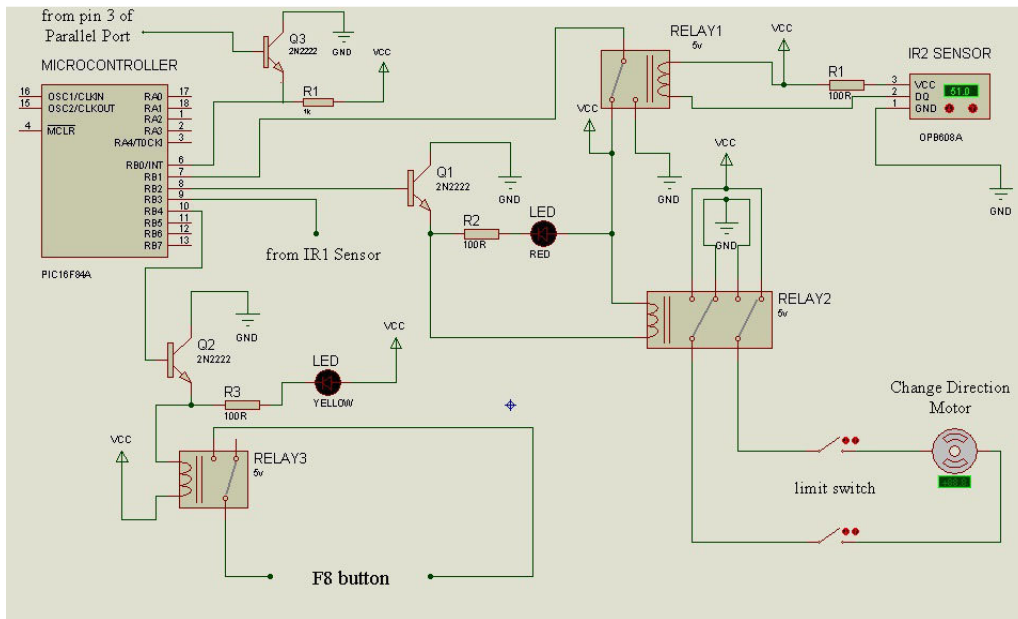 from pin 3 of
Parallel Port
Q3
2N2222
GND
VCC
R1
1k
MICROCONTROLLER
16 OSC1/CLKIN
15 OSC2/CLKOUT
4 MCLR
RA0 17
RA1 18
RA2 1
RA3 2
RA4/T0CKI 3
RB0/INT 6
RB1 7
RB2 8
RB3 9
RB4 10
RB5 11
RB6 12
RB7 13
PIC16F84A
from IR1 Sensor
Q1
2N2222
GND
R2
100R
LED
RED
RELAY1
5v
VCC
GND
VCC
R1
100R
IR2 SENSOR
3 VCC
2 DQ
1 GND
51.0
OPB608A
GND
VCC
GND
RELAY2
5v
Q2
2N2222
GND
R3
100R
LED
YELLOW
VCC
VCC
RELAY3
5v
F8 button
Change Direction
Motor
limit switch